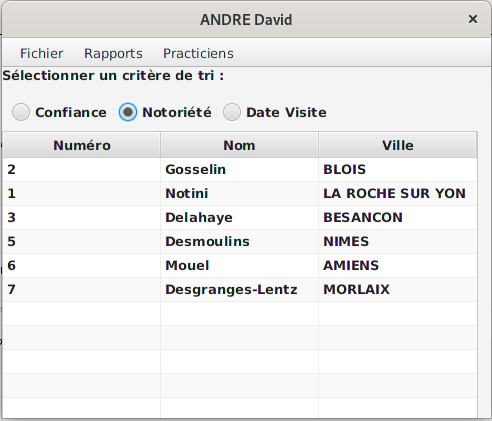 ANDRE David
Fichier Rapports Practiciens
Sélectionner un critère de tri :
Confiance Notoriété Date Visite
Numéro Nom Ville
2 Gosselin BLOIS
1 Notini LA ROCHE SUR YON
3 Delahaye BESANCON
5 Desmoulins NIMES
6 Mouel AMIENS
7 Desgranges-Lentz MORLAIX